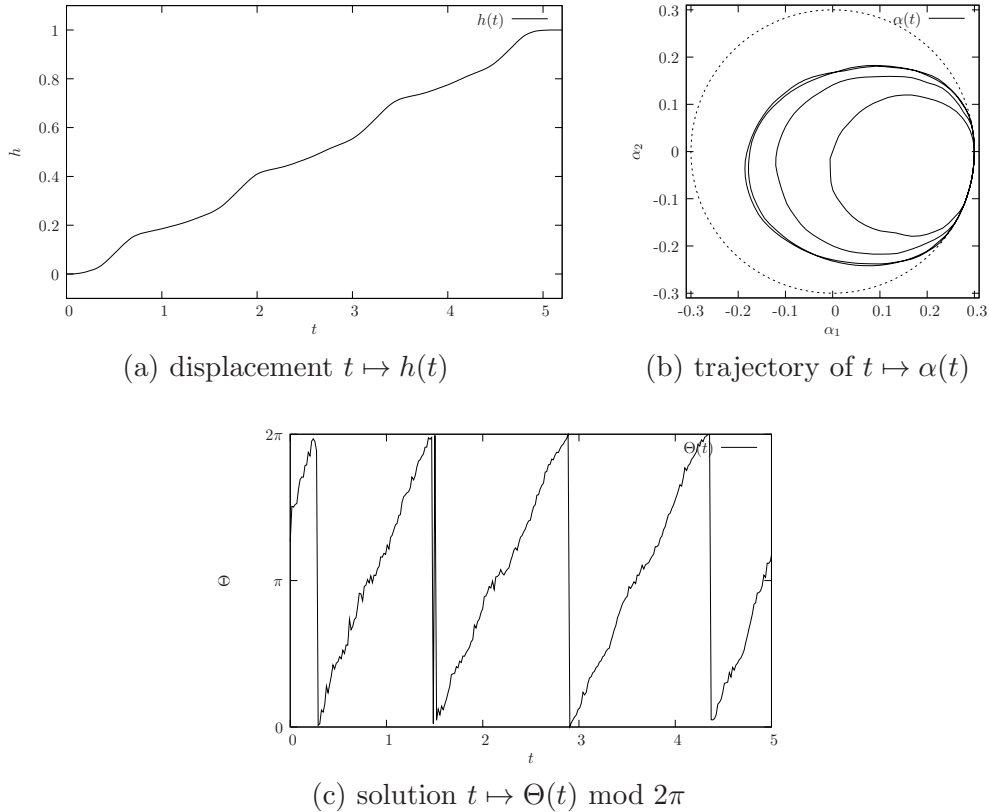 h(t)
1
0.8
0.6
0.4
0.2
0
h
0 1 2 3 4 5
t
(a) displacement t ↦ h(t)
α(t)
0.3
0.2
0.1
0
-0.1
-0.2
-0.3
α₂
-0.3 -0.2 -0.1 0 0.1 0.2 0.3
α₁
(b) trajectory of t ↦ α(t)
Θ(t)
2π
π
0
Θ
0 1 2 3 4 5
t
(c) solution t ↦ Θ(t) mod 2π